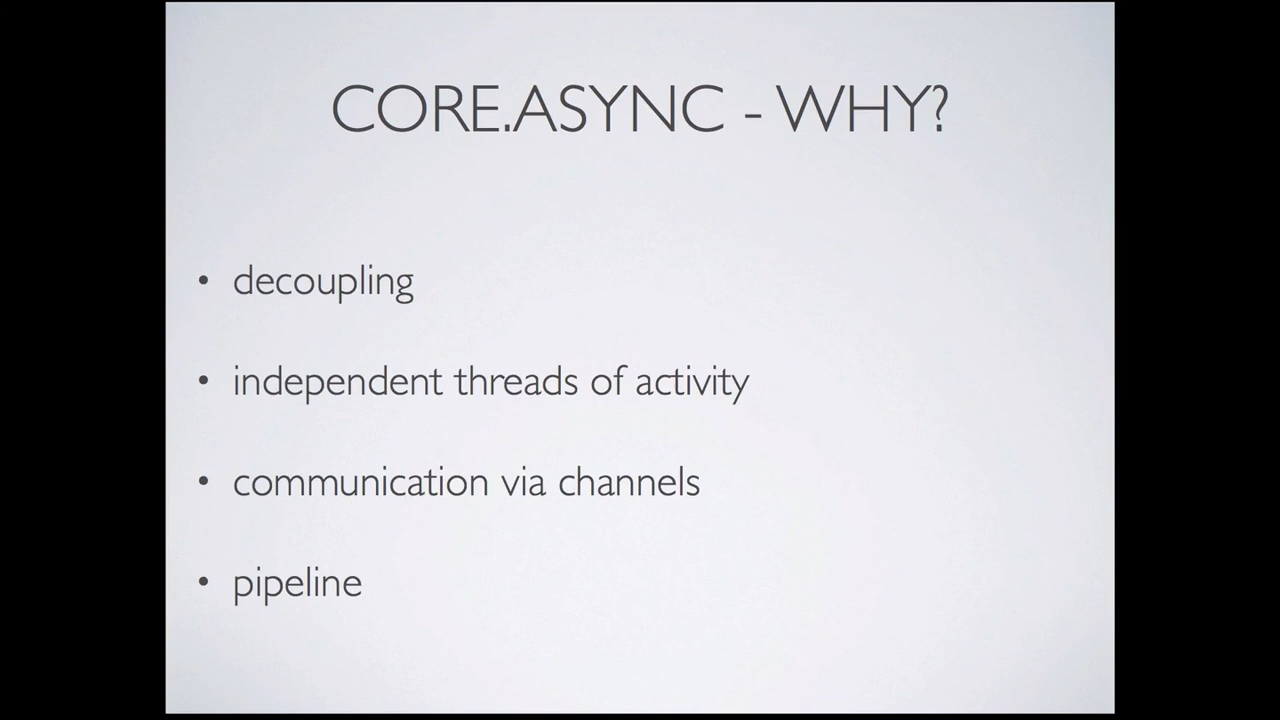 CORE.ASYNC - WHY?
• decoupling
• independent threads of activity
• communication via channels
• pipeline